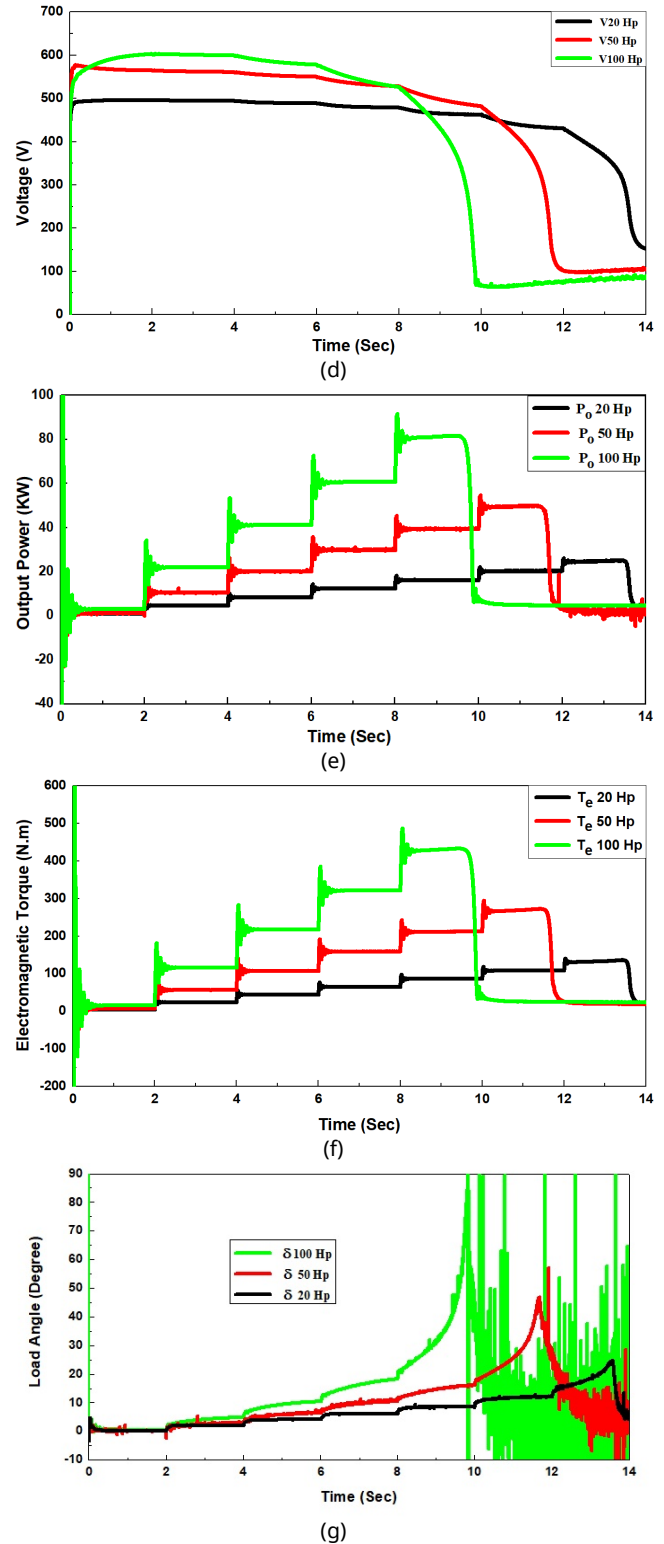 700
600
500
400
300
200
100
0
Voltage (V)
V20 Hp
V50 Hp
V100 Hp
0 2 4 6 8 10 12 14
Time (Sec)
(d)
100
80
60
40
20
0
-20
-40
Output Power (KW)
Po 20 Hp
Po 50 Hp
Po 100 Hp
0 2 4 6 8 10 12 14
Time (Sec)
(e)
600
500
400
300
200
100
0
-100
-200
Electromagnetic Torque (N.m)
Te 20 Hp
Te 50 Hp
Te 100 Hp
0 2 4 6 8 10 12 14
Time (Sec)
(f)
90
80
70
60
50
40
30
20
10
0
-10
Load Angle (Degree)
δ 100 Hp
δ 50 Hp
δ 20 Hp
0 2 4 6 8 10 12 14
Time (Sec)
(g)